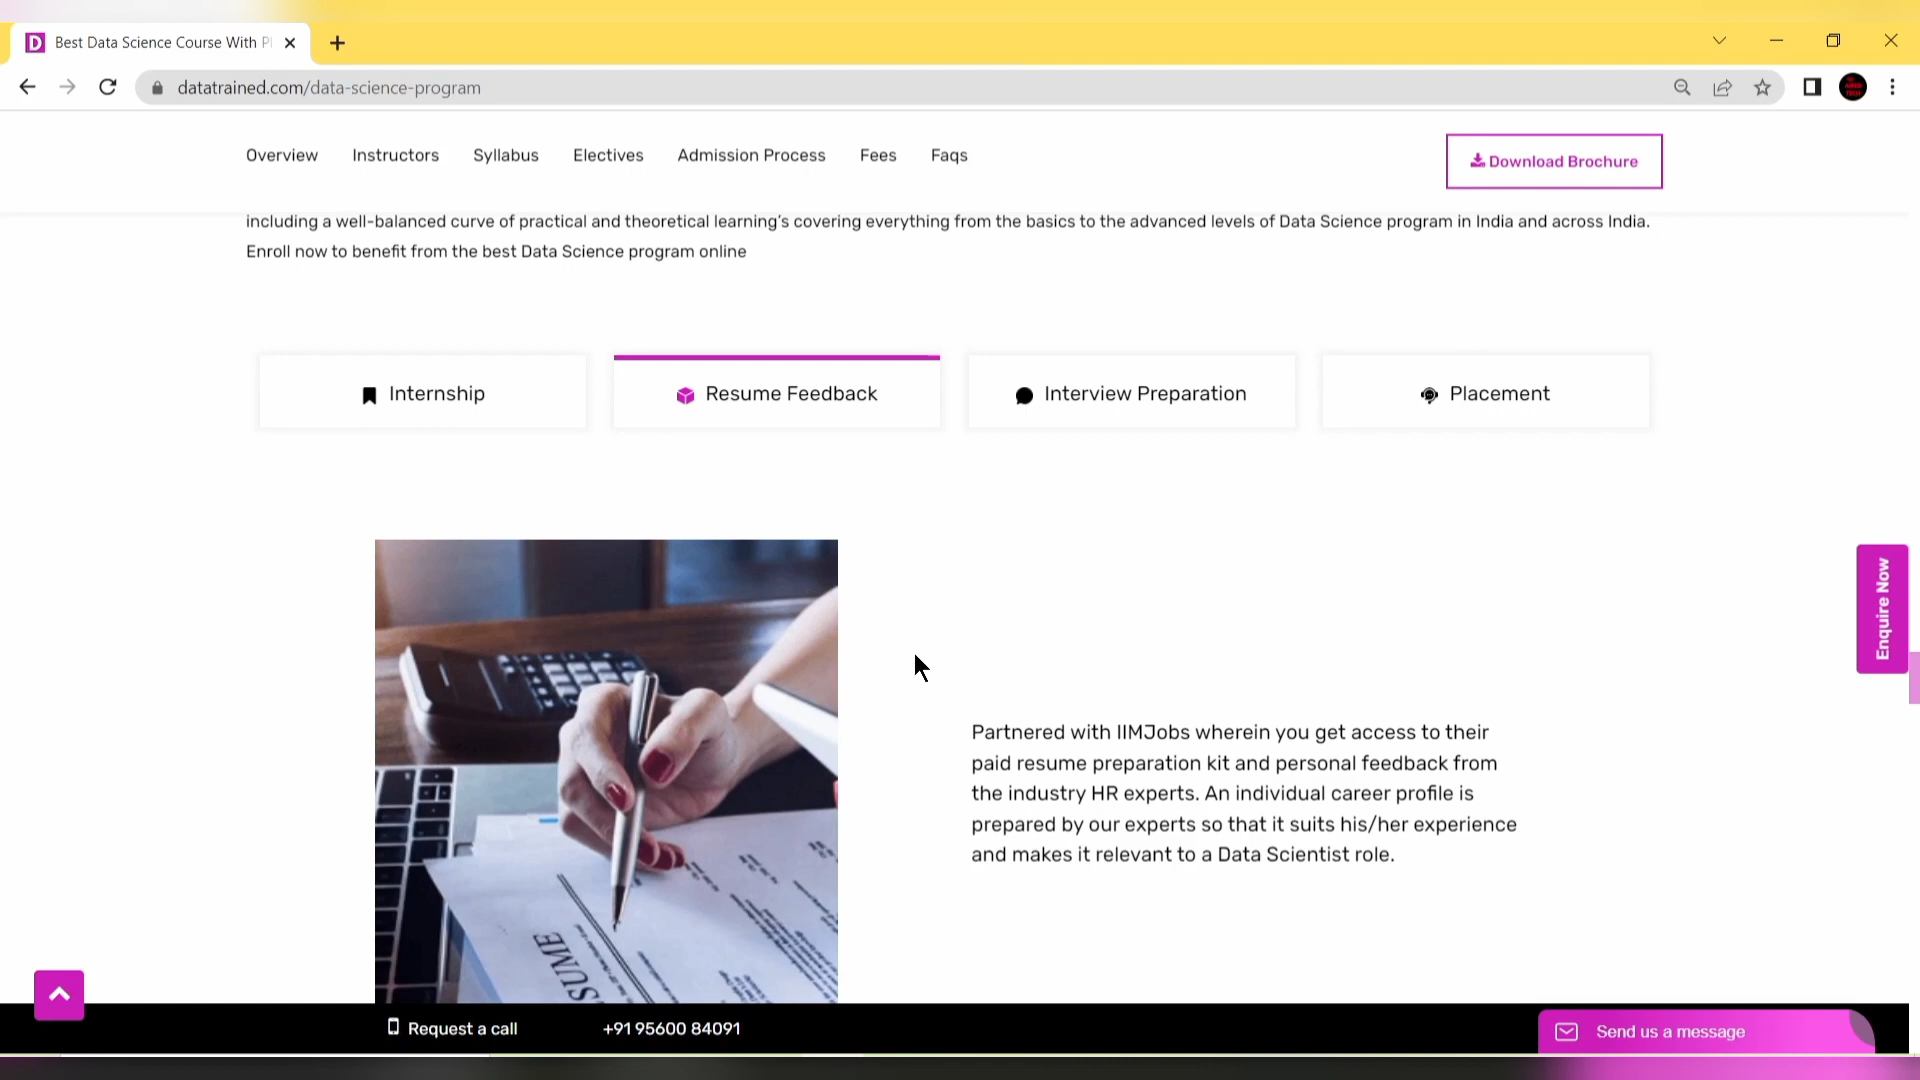 Best Data Science Course With Pl
datatrained.com/data-science-program
Overview Instructors Syllabus Electives Admission Process Fees Faqs
Download Brochure
including a well-balanced curve of practical and theoretical learning's covering everything from the basics to the advanced levels of Data Science program in India and across India.
Enroll now to benefit from the best Data Science program online
Internship Resume Feedback Interview Preparation Placement
Enquire Now
Partnered with IIMJobs wherein you get access to their
paid resume preparation kit and personal feedback from
the industry HR experts. An individual career profile is
prepared by our experts so that it suits his/her experience
and makes it relevant to a Data Scientist role.
SUME
Request a call +91 95600 84091
Send us a message